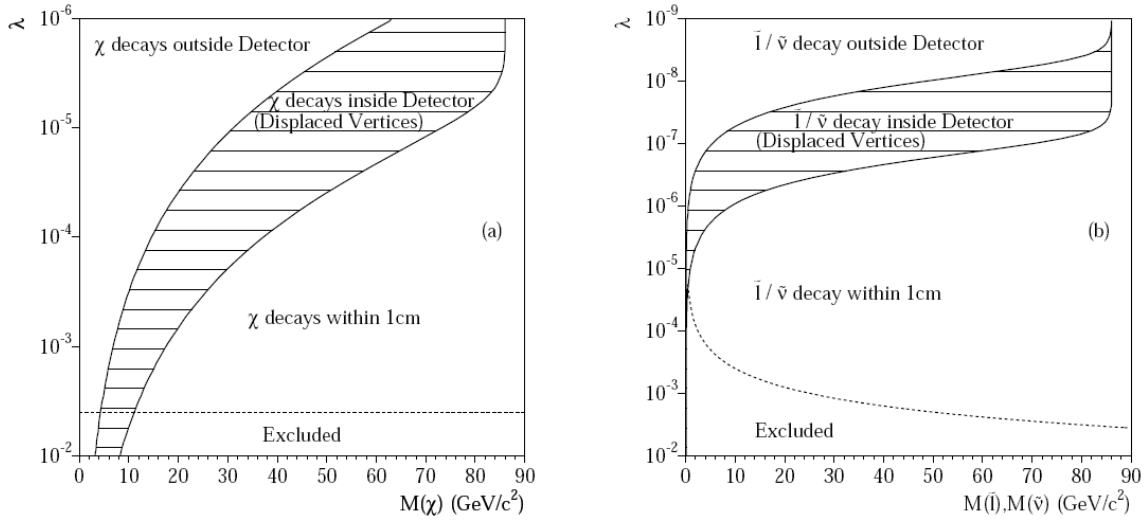 λ
10⁻⁶
χ decays outside Detector
χ decays inside Detector
(Displaced Vertices)
10⁻⁵
10⁻⁴
(a)
χ decays within 1cm
10⁻³
Excluded
10⁻²
0 10 20 30 40 50 60 70 80 90
M(χ) (GeV/c²)
λ
10⁻⁹
l̃ / ν̃ decay outside Detector
10⁻⁸
l̃ / ν̃ decay inside Detector
(Displaced Vertices)
10⁻⁷
10⁻⁶
(b)
10⁻⁵
l̃ / ν̃ decay within 1cm
10⁻⁴
10⁻³
Excluded
10⁻²
0 10 20 30 40 50 60 70 80 90
M(l̃),M(ν̃) (GeV/c²)